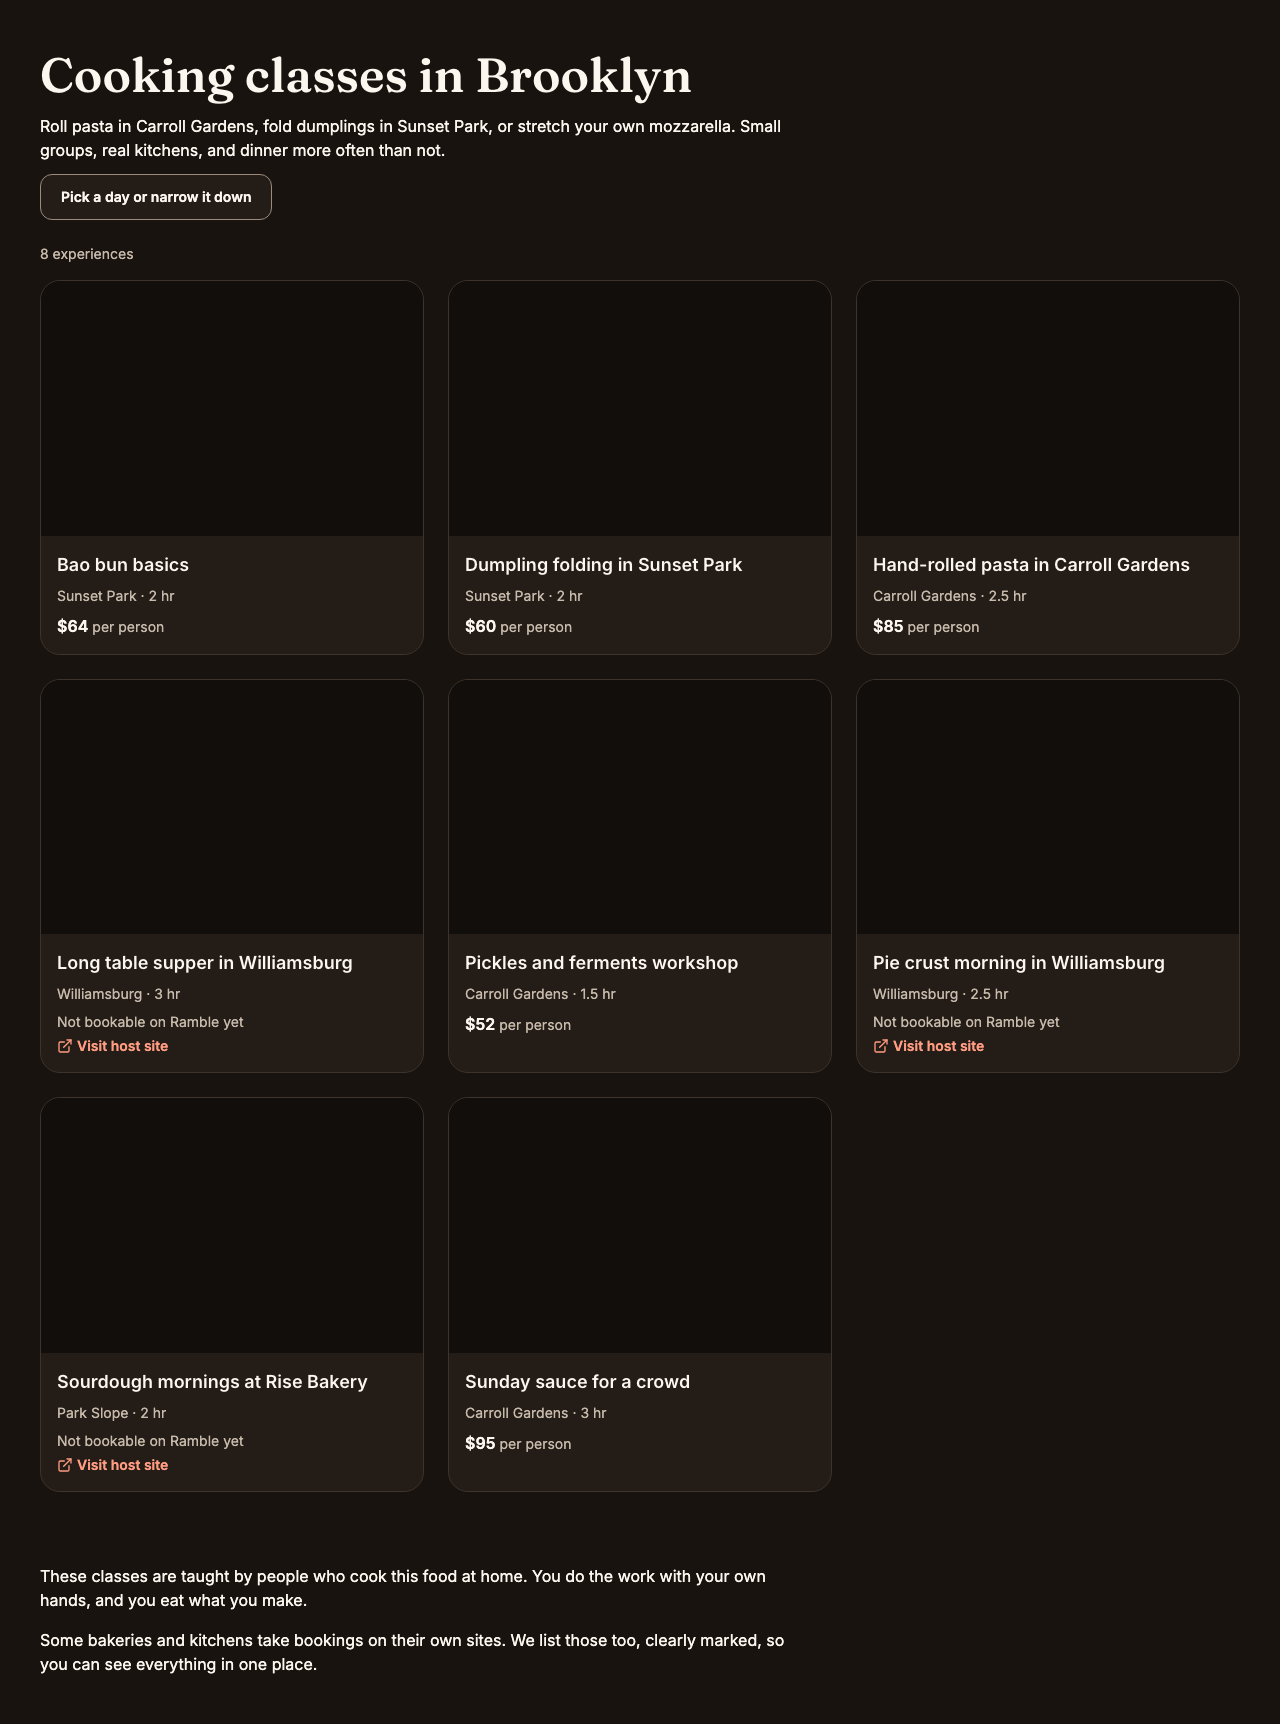 Cooking classes in Brooklyn
Roll pasta in Carroll Gardens, fold dumplings in Sunset Park, or stretch your own mozzarella. Small
groups, real kitchens, and dinner more often than not.
Pick a day or narrow it down
8 experiences
Bao bun basics
Sunset Park · 2 hr
$64 per person
Dumpling folding in Sunset Park
Sunset Park · 2 hr
$60 per person
Hand-rolled pasta in Carroll Gardens
Carroll Gardens · 2.5 hr
$85 per person
Long table supper in Williamsburg
Williamsburg · 3 hr
Not bookable on Ramble yet
Visit host site
Pickles and ferments workshop
Carroll Gardens · 1.5 hr
$52 per person
Pie crust morning in Williamsburg
Williamsburg · 2.5 hr
Not bookable on Ramble yet
Visit host site
Sourdough mornings at Rise Bakery
Park Slope · 2 hr
Not bookable on Ramble yet
Visit host site
Sunday sauce for a crowd
Carroll Gardens · 3 hr
$95 per person
These classes are taught by people who cook this food at home. You do the work with your own
hands, and you eat what you make.
Some bakeries and kitchens take bookings on their own sites. We list those too, clearly marked, so
you can see everything in one place.